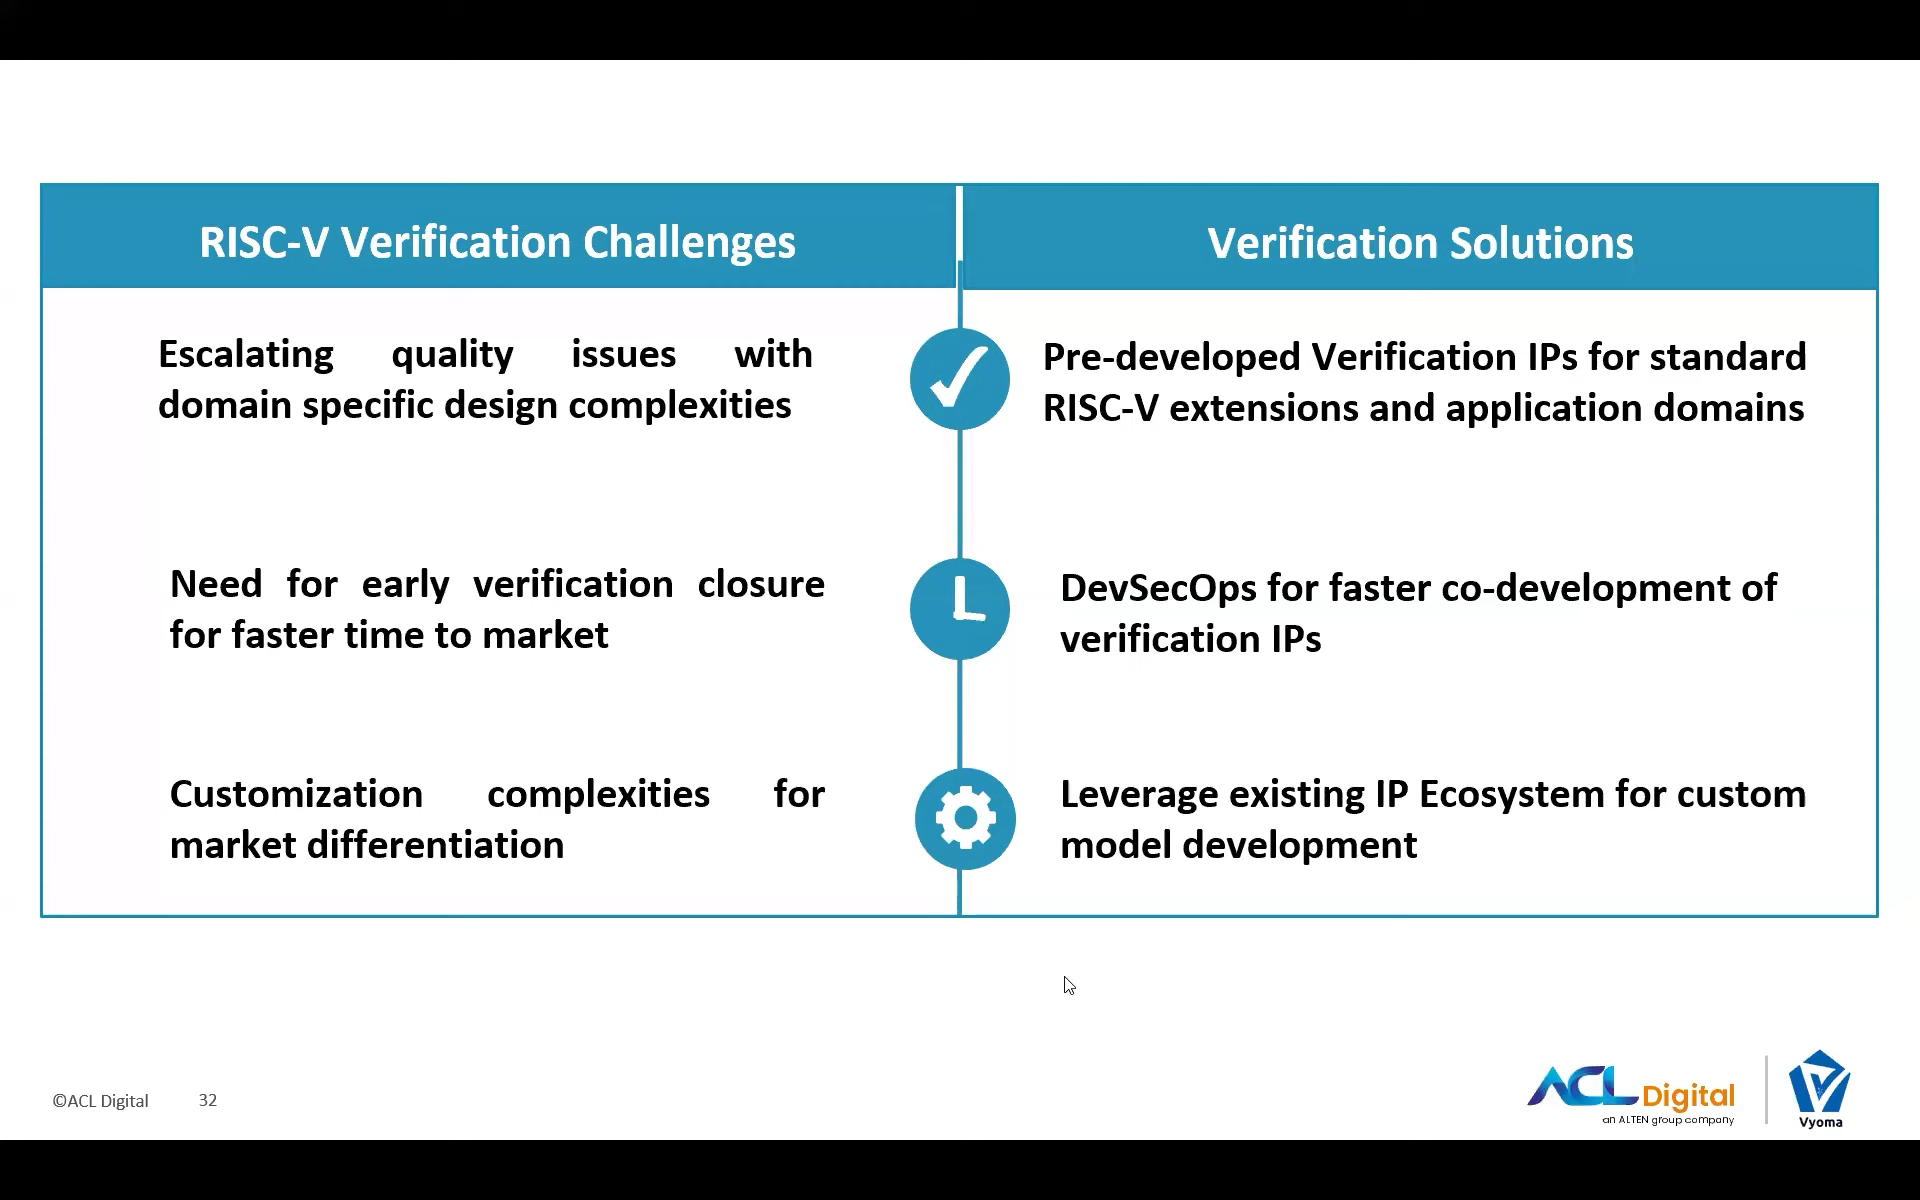 RISC-V Verification Challenges
Verification Solutions
Escalating quality issues with
domain specific design complexities
Pre-developed Verification IPs for standard
RISC-V extensions and application domains
Need for early verification closure
for faster time to market
DevSecOps for faster co-development of
verification IPs
Customization complexities for
market differentiation
Leverage existing IP Ecosystem for custom
model development
©ACL Digital 32
ACL Digital
an ALTEN group company
Vyoma